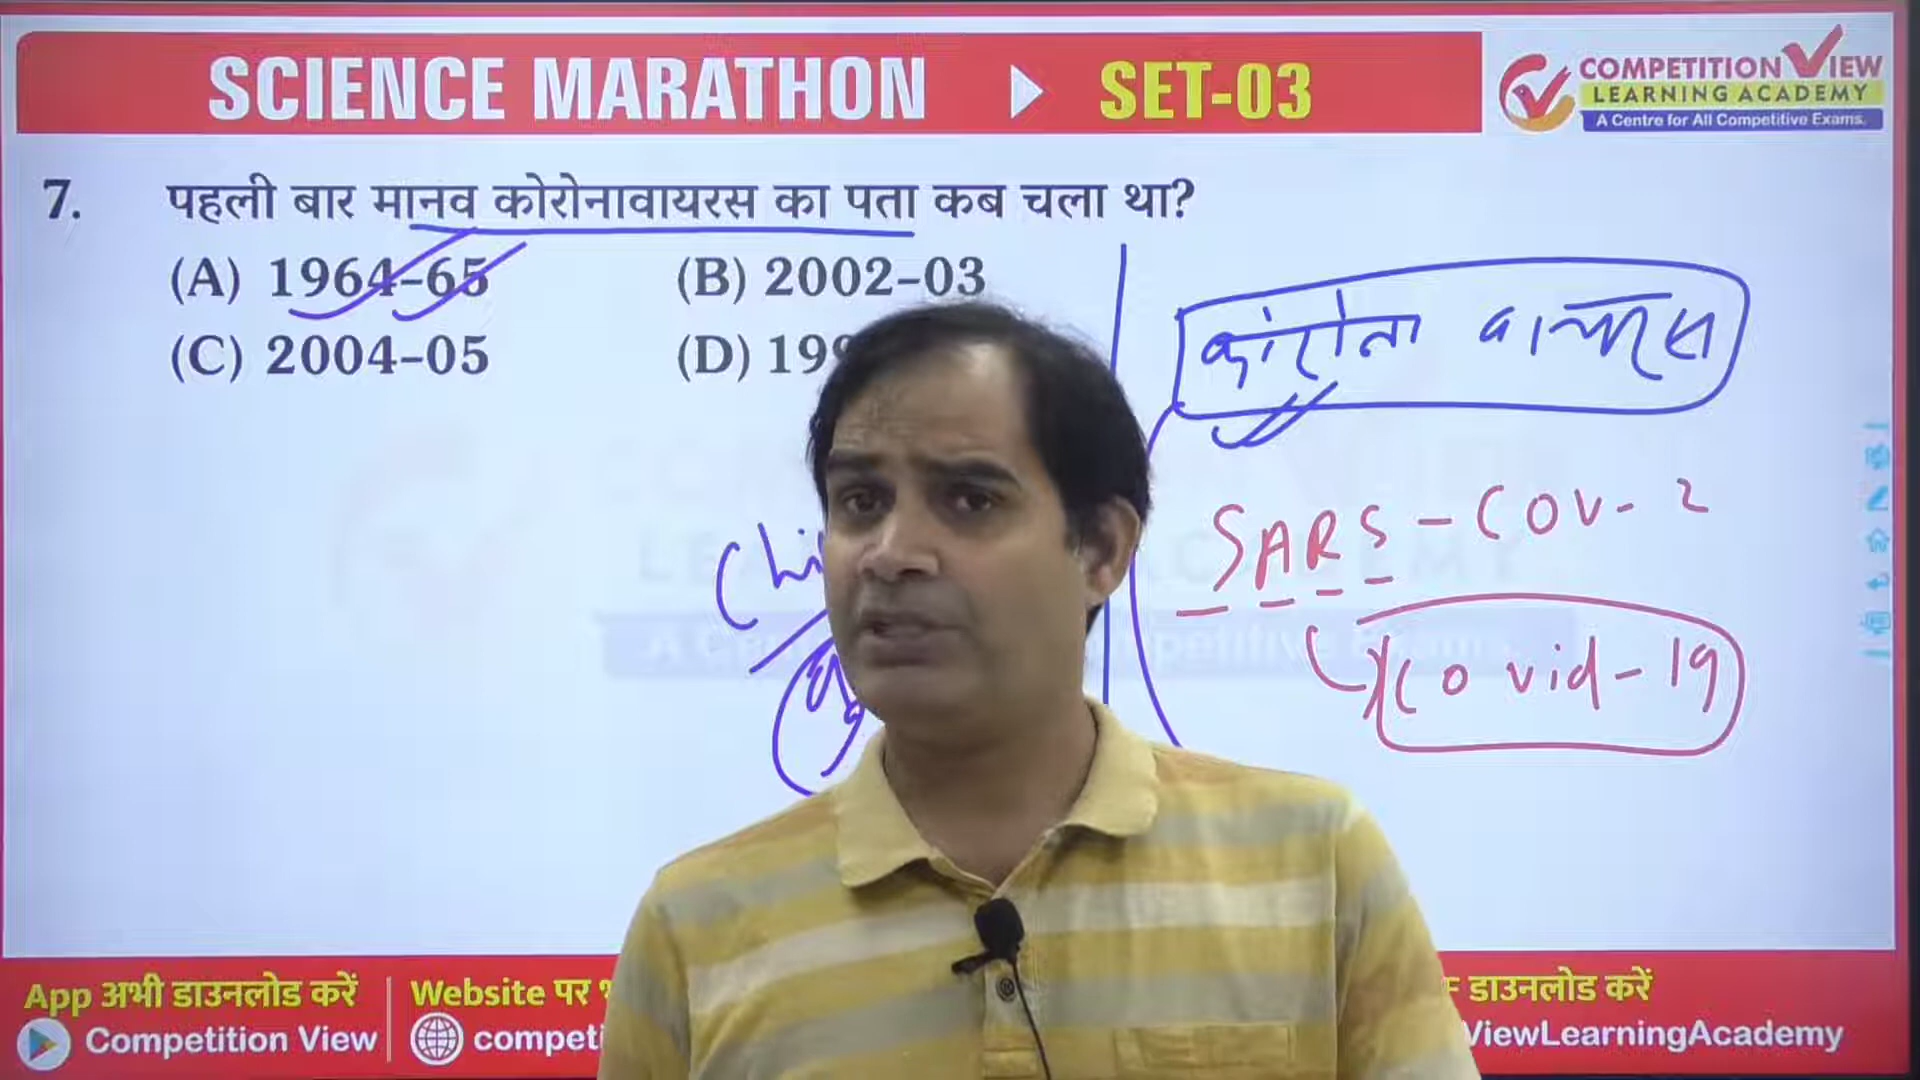 SCIENCE MARATHON SET-03
COMPETITION VIEW
LEARNING ACADEMY
A Centre for All Competitive Exams.
7. पहली बार मानव कोरोनावायरस का पता कब चला था?
(A) 1964-65 (B) 2002-03
(C) 2004-05 (D) 19
कोरोना वायरस
SARS-COV-2
Covid-19
App अभी डाउनलोड करें
Competition View
Website पर
competi
डाउनलोड करें
ViewLearningAcademy